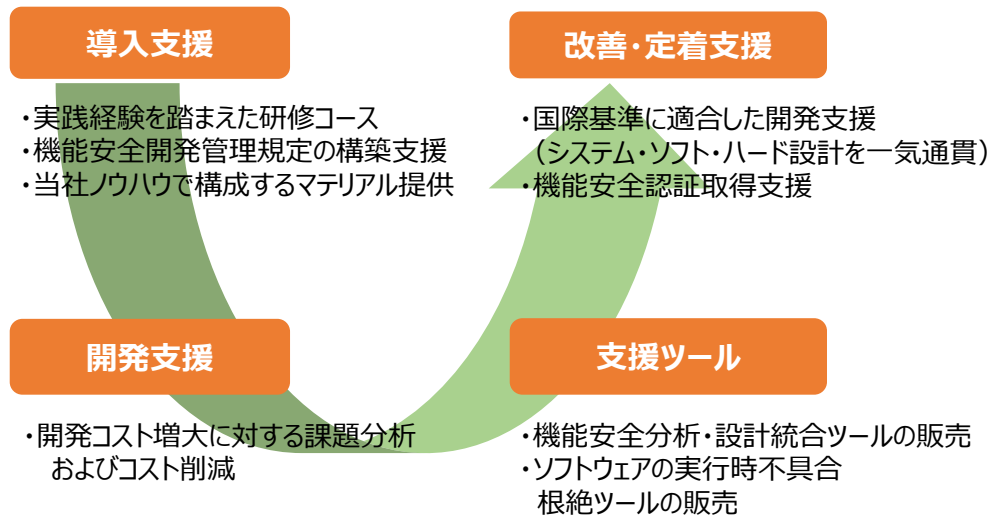 導入支援
・実践経験を踏まえた研修コース
・機能安全開発管理規定の構築支援
・当社ノウハウで構成するマテリアル提供
改善・定着支援
・国際基準に適合した開発支援
（システム・ソフト・ハード設計を一気通貫）
・機能安全認証取得支援
開発支援
・開発コスト増大に対する課題分析
およびコスト削減
支援ツール
・機能安全分析・設計統合ツールの販売
・ソフトウェアの実行時不具合
根絶ツールの販売